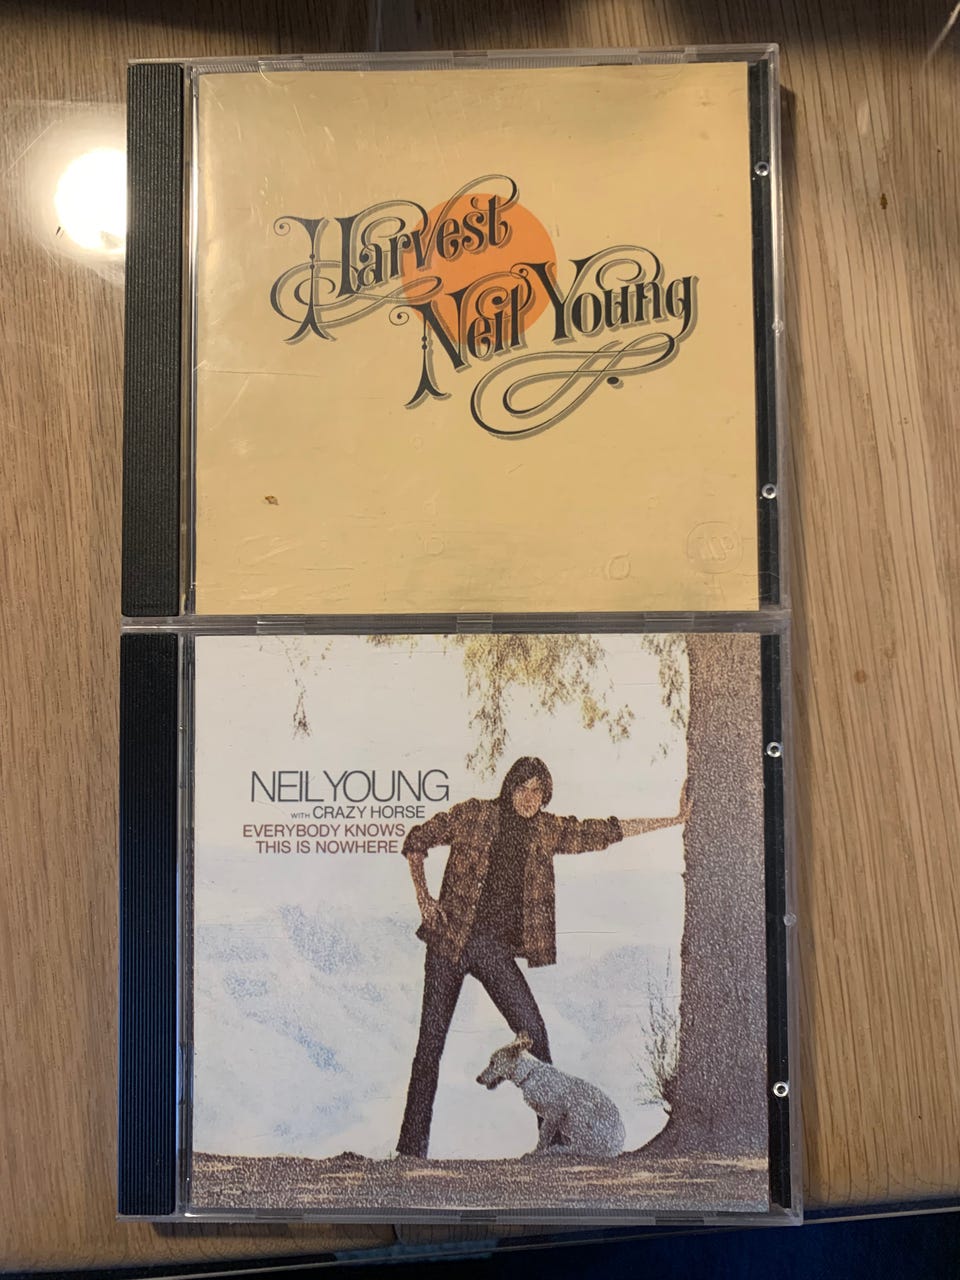 Harvest
Neil Young
NEIL YOUNG
WITH CRAZY HORSE
EVERYBODY KNOWS
THIS IS NOWHERE